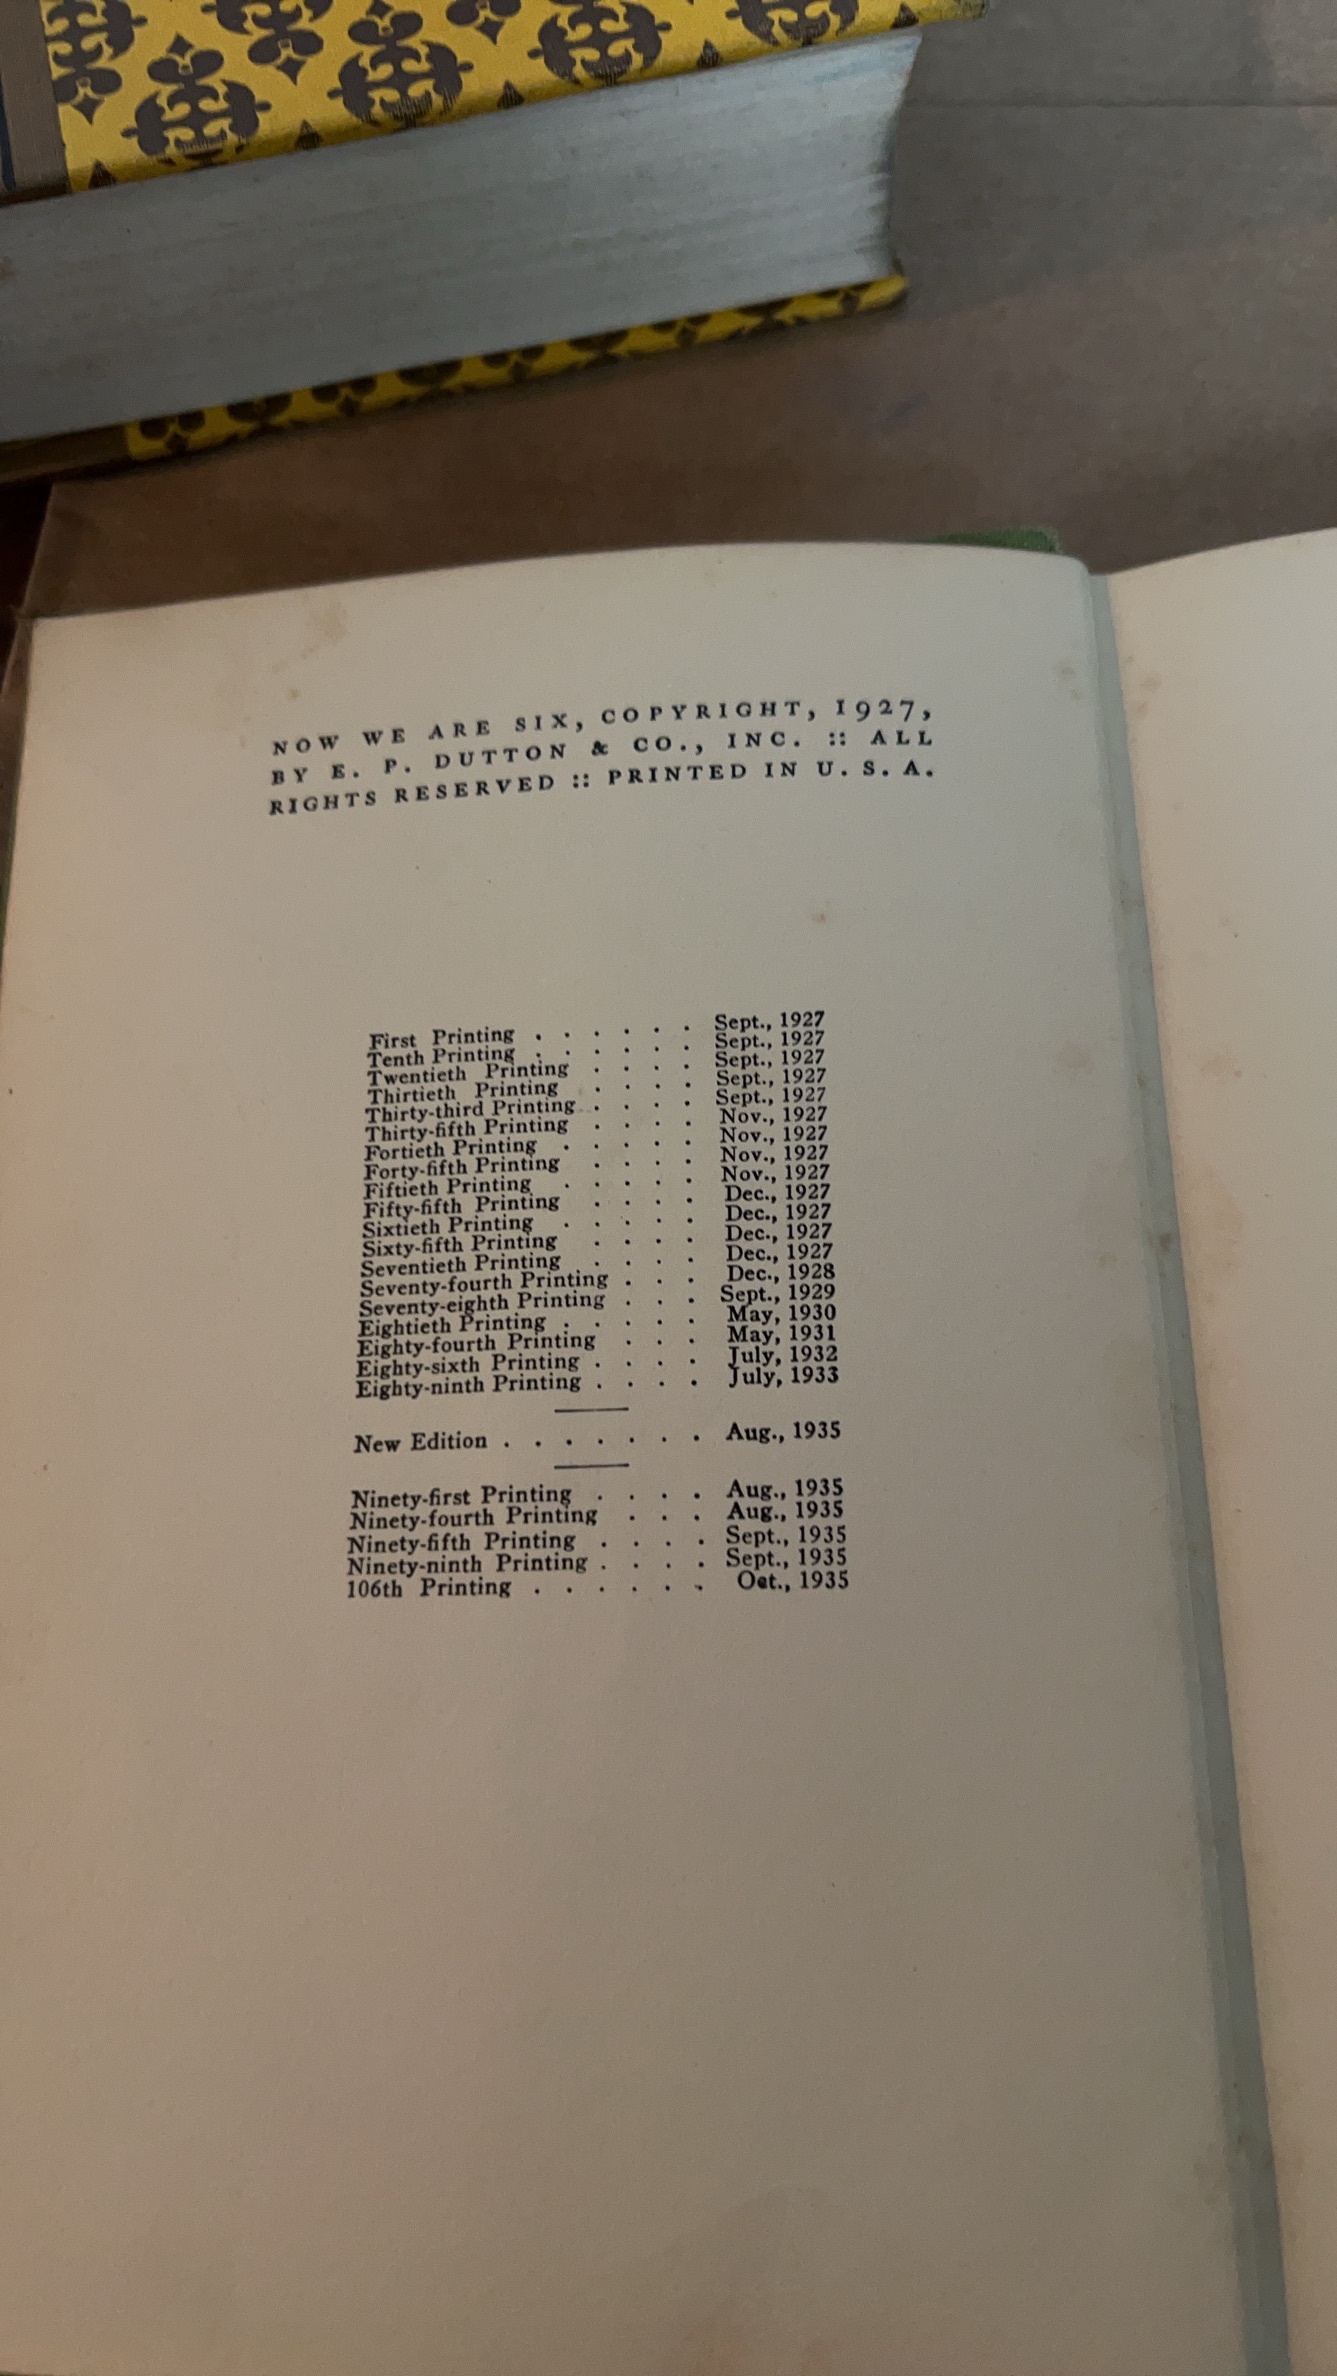 NOW WE ARE SIX, COPYRIGHT, 1927,
BY E. P. DUTTON & CO., INC. :: ALL
RIGHTS RESERVED :: PRINTED IN U. S. A.
First Printing . . . . . . Sept., 1927
Tenth Printing . . . . . . Sept., 1927
Twentieth Printing . . . . Sept., 1927
Thirtieth Printing . . . . Sept., 1927
Thirty-third Printing . . . . Sept., 1927
Thirty-fifth Printing . . . . Nov., 1927
Fortieth Printing . . . . . Nov., 1927
Forty-fifth Printing . . . . Nov., 1927
Fiftieth Printing . . . . . Nov., 1927
Fifty-fifth Printing . . . . Dec., 1927
Sixtieth Printing . . . . . Dec., 1927
Sixty-fifth Printing . . . . Dec., 1927
Seventieth Printing . . . . Dec., 1927
Seventy-fourth Printing . . . Dec., 1928
Seventy-eighth Printing . . . Sept., 1929
Eightieth Printing . . . . . May, 1930
Eighty-fourth Printing . . . May, 1931
Eighty-sixth Printing . . . . July, 1932
Eighty-ninth Printing . . . . July, 1933
New Edition . . . . . . . Aug., 1935
Ninety-first Printing . . . . Aug., 1935
Ninety-fourth Printing . . . Aug., 1935
Ninety-fifth Printing . . . . Sept., 1935
Ninety-ninth Printing . . . . Sept., 1935
106th Printing . . . . . . Oct., 1935